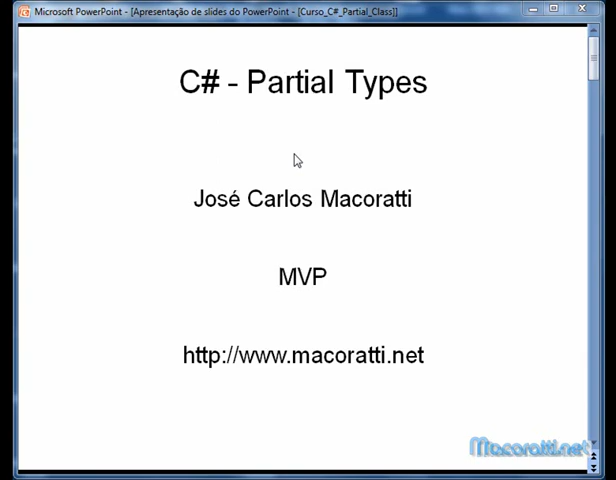 Microsoft PowerPoint - [Apresentação de slides do PowerPoint - [Curso_C#_Partial_Class]]
C# - Partial Types
José Carlos Macoratti
MVP
http://www.macoratti.net
Macoratti.net